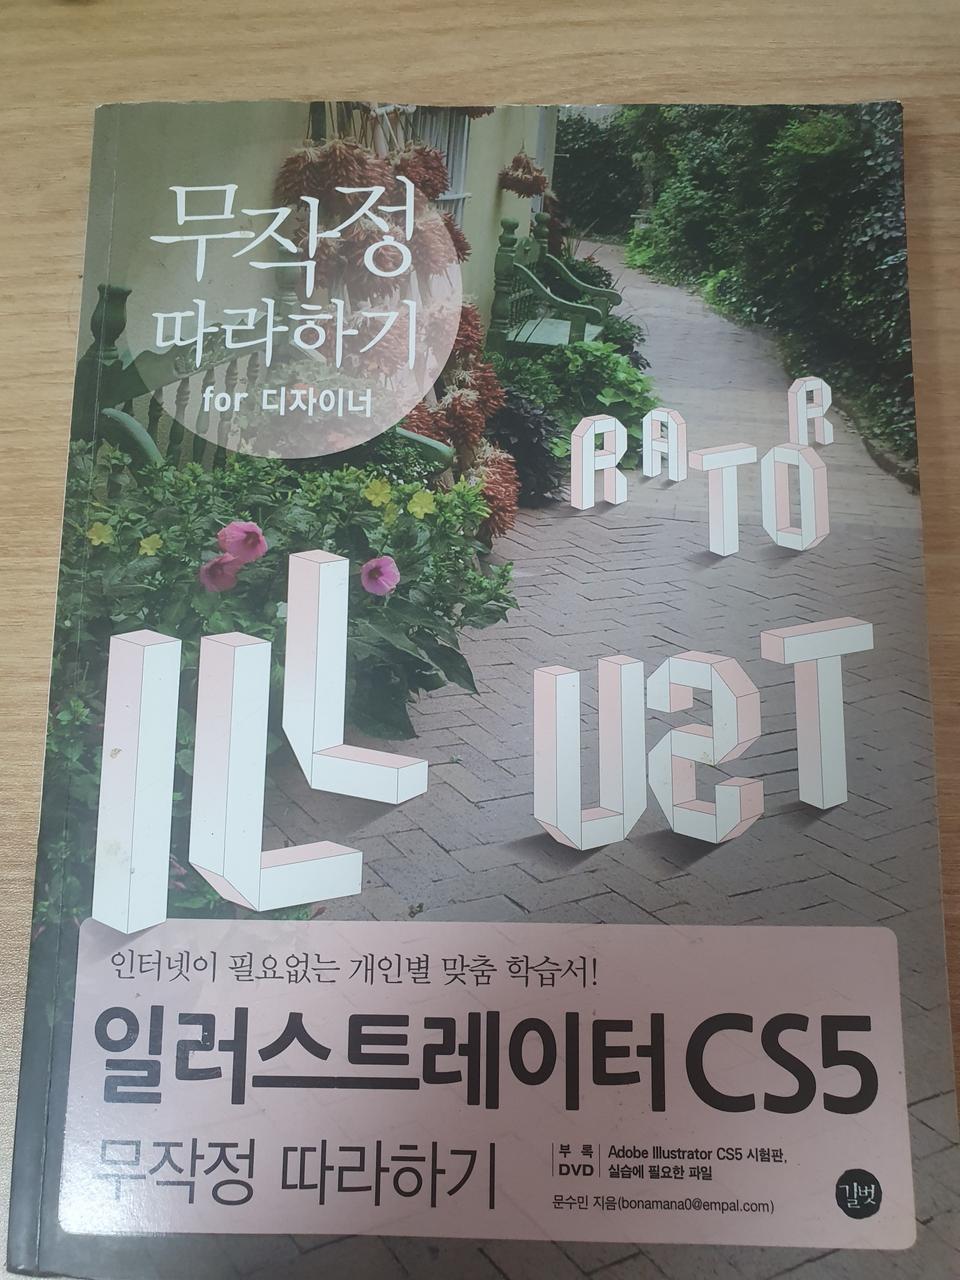 무작정
따라하기
for 디자이너
RATOR
ILLUST
인터넷이 필요없는 개인별 맞춤 학습서!
일러스트레이터 CS5
무작정 따라하기
부 록
DVD
Adobe Illustrator CS5 시험판,
실습에 필요한 파일
문수민 지음(bonamana0@empal.com)
길벗